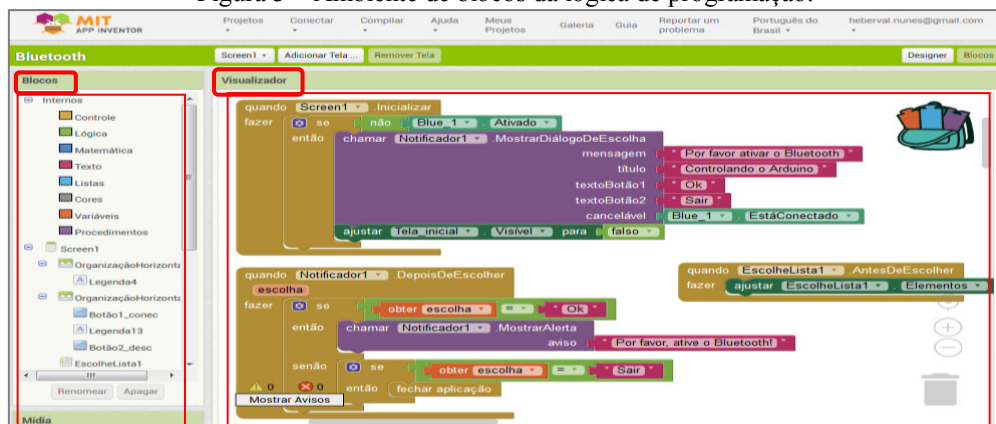 Figura 3 – Ambiente de blocos da lógica de programação.
MIT
APP INVENTOR
Projetos
Conectar
Compilar
Ajuda
Meus Projetos
Galeria
Guia
Reportar um problema
Português do Brasil
heberval.nunes@gmail.com
Bluetooth
Screen1
Adicionar Tela ...
Remover Tela
Designer
Blocos
Blocos
Internos
Controle
Lógica
Matemática
Texto
Listas
Cores
Variáveis
Procedimentos
Screen1
OrganizaçãoHorizonta
Legenda4
OrganizaçãoHorizonta
Botão1_conec
Legenda13
Botão2_desc
EscolheLista1
Renomear
Apagar
Mídia
Visualizador
quando Screen1 .Inicializar
fazer se não Blue_1 . Ativado
então chamar Notificador1 .MostrarDiálogoDeEscolha
mensagem " Por favor ativar o Bluetooth "
título " Controlando o Arduino "
textoBotão1 " Ok "
textoBotão2 " Sair "
cancelável Blue_1 . EstáConectado
ajustar Tela_inicial . Visível para falso
quando Notificador1 .DepoisDeEscolher
escolha
fazer se obter escolha = " Ok "
então chamar Notificador1 .MostrarAlerta
aviso " Por favor, ative o Bluetooth! "
senão se obter escolha = " Sair "
então fechar aplicação
0 0
Mostrar Avisos
quando EscolheLista1 .AntesDeEscolher
fazer ajustar EscolheLista1 . Elementos